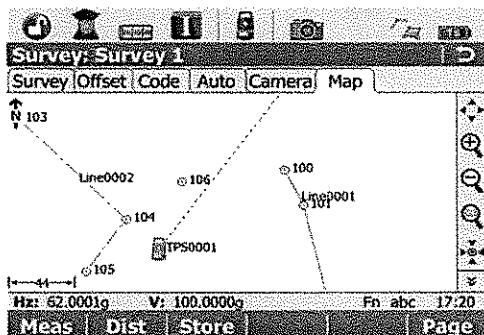 Survey: Survey 1
Survey Offset Code Auto Camera Map
N 103
100
106
Line0002
Line0001
101
104
TPS0001
105
44
Hz: 62.0001g V: 100.0000g Fn abc 17:20
Meas Dist Store Page